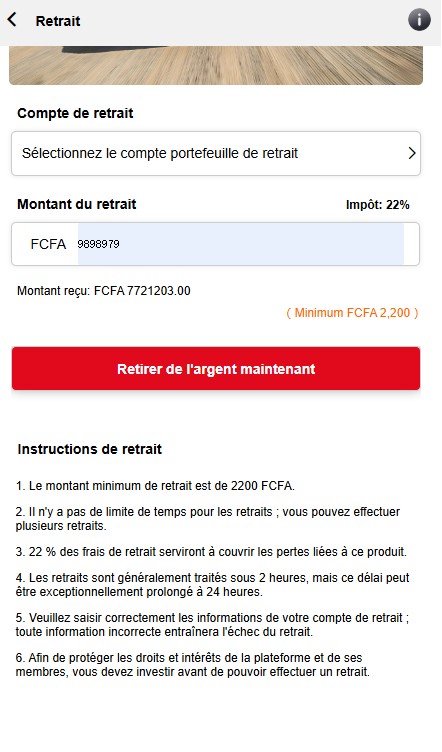 Retrait
Compte de retrait
Sélectionnez le compte portefeuille de retrait
Montant du retrait Impôt: 22%
FCFA 9898979
Montant reçu: FCFA 7721203.00
( Minimum FCFA 2,200 )
Retirer de l'argent maintenant
Instructions de retrait
1. Le montant minimum de retrait est de 2200 FCFA.
2. Il n'y a pas de limite de temps pour les retraits ; vous pouvez effectuer
plusieurs retraits.
3. 22 % des frais de retrait serviront à couvrir les pertes liées à ce produit.
4. Les retraits sont généralement traités sous 2 heures, mais ce délai peut
être exceptionnellement prolongé à 24 heures.
5. Veuillez saisir correctement les informations de votre compte de retrait ;
toute information incorrecte entraînera l'échec du retrait.
6. Afin de protéger les droits et intérêts de la plateforme et de ses
membres, vous devez investir avant de pouvoir effectuer un retrait.